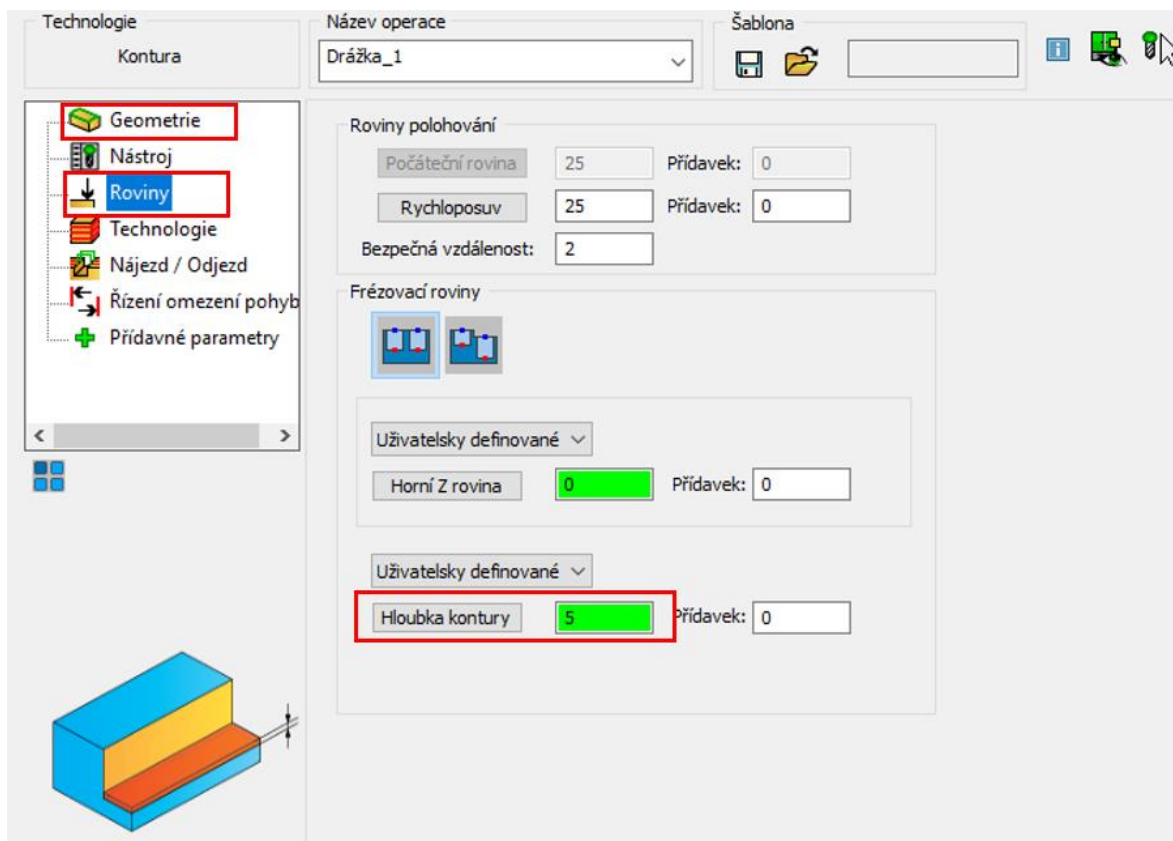 Technologie
Kontura
Název operace
Drážka_1
Šablona
Geometrie
Nástroj
Roviny
Technologie
Nájezd / Odjezd
Řízení omezení pohyb
Přídavné parametry
Roviny polohování
Počáteční rovina 25 Přídavek: 0
Rychloposuv 25 Přídavek: 0
Bezpečná vzdálenost: 2
Frézovací roviny
Uživatelsky definované
Horní Z rovina 0 Přídavek: 0
Uživatelsky definované
Hloubka kontury 5 Přídavek: 0